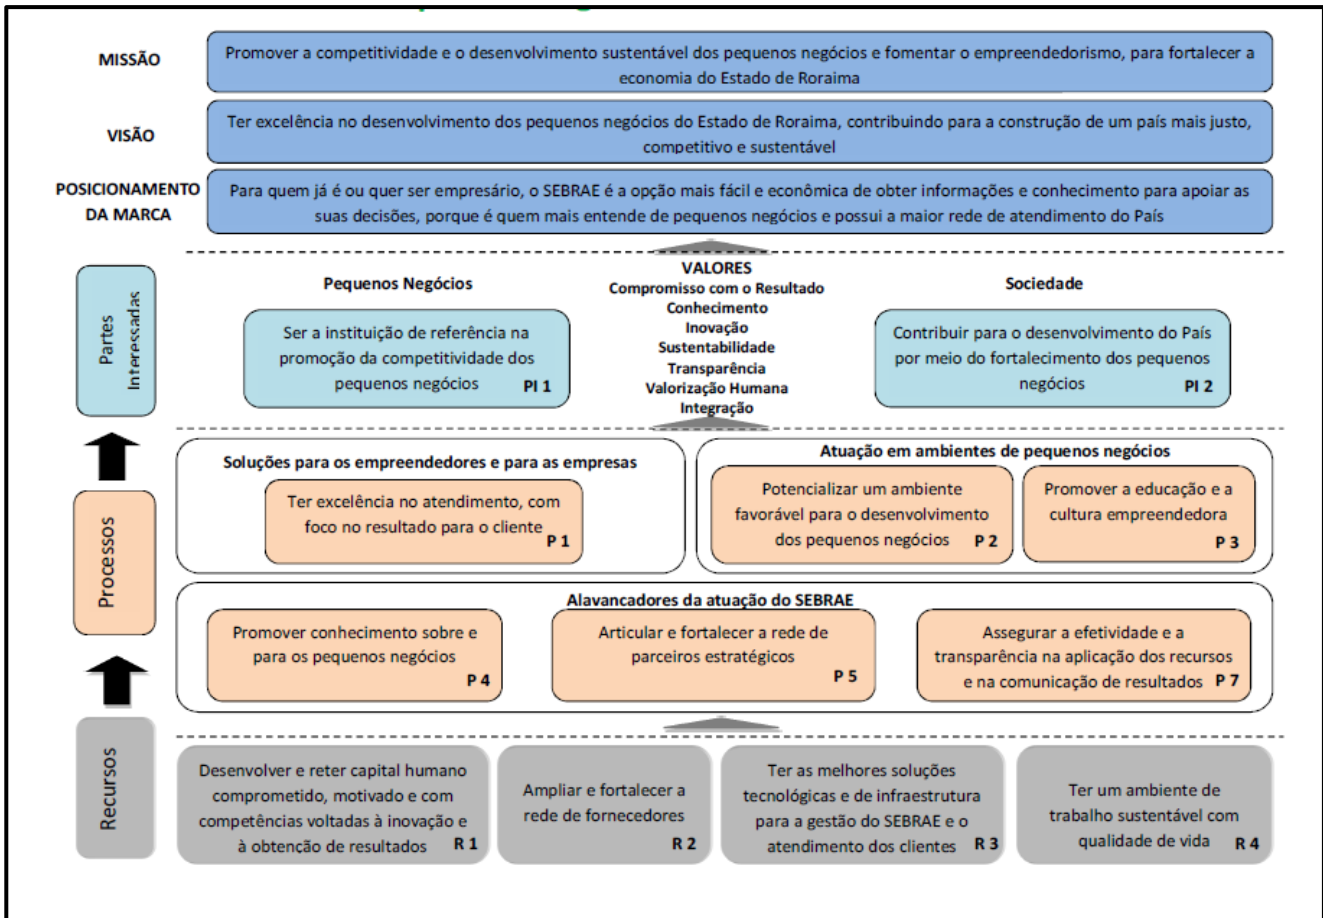 MISSÃO
Promover a competitividade e o desenvolvimento sustentável dos pequenos negócios e fomentar o empreendedorismo, para fortalecer a
economia do Estado de Roraima
VISÃO
Ter excelência no desenvolvimento dos pequenos negócios do Estado de Roraima, contribuindo para a construção de um país mais justo,
competitivo e sustentável
POSICIONAMENTO
DA MARCA
Para quem já é ou quer ser empresário, o SEBRAE é a opção mais fácil e econômica de obter informações e conhecimento para apoiar as
suas decisões, porque é quem mais entende de pequenos negócios e possui a maior rede de atendimento do País
Partes
Interessadas
Pequenos Negócios
Ser a instituição de referência na
promoção da competitividade dos
pequenos negócios PI 1
VALORES
Compromisso com o Resultado
Conhecimento
Inovação
Sustentabilidade
Transparência
Valorização Humana
Integração
Sociedade
Contribuir para o desenvolvimento do País
por meio do fortalecimento dos pequenos
negócios PI 2
Processos
Soluções para os empreendedores e para as empresas
Ter excelência no atendimento, com
foco no resultado para o cliente P 1
Atuação em ambientes de pequenos negócios
Potencializar um ambiente
favorável para o desenvolvimento
dos pequenos negócios P 2
Promover a educação e a
cultura empreendedora
P 3
Alavancadores da atuação do SEBRAE
Promover conhecimento sobre e
para os pequenos negócios
P 4
Articular e fortalecer a rede de
parceiros estratégicos
P 5
Assegurar a efetividade e a
transparência na aplicação dos recursos
e na comunicação de resultados P 7
Recursos
Desenvolver e reter capital humano
comprometido, motivado e com
competências voltadas à inovação e
à obtenção de resultados R 1
Ampliar e fortalecer a
rede de fornecedores
R 2
Ter as melhores soluções
tecnológicas e de infraestrutura
para a gestão do SEBRAE e o
atendimento dos clientes R 3
Ter um ambiente de
trabalho sustentável com
qualidade de vida R 4